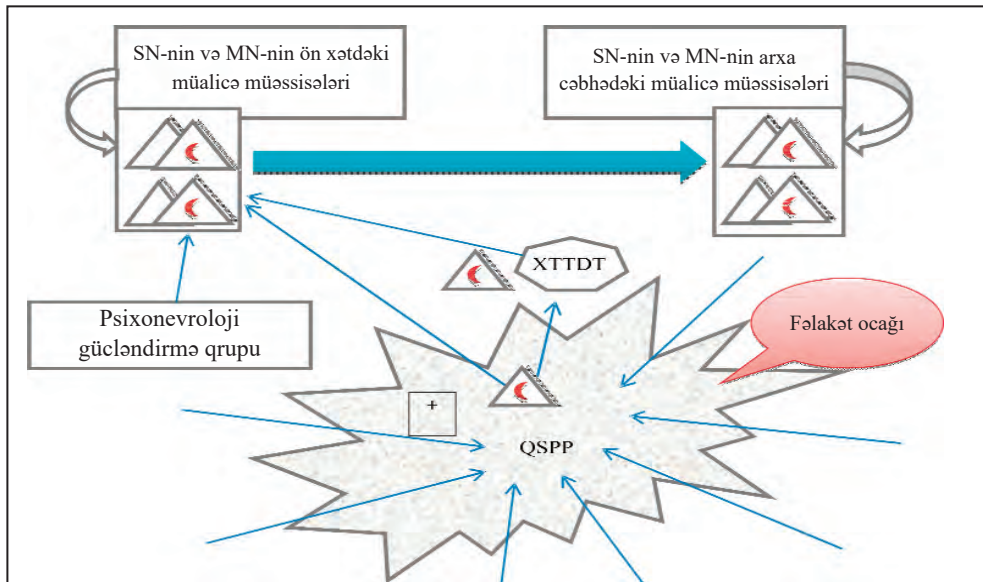 SN-nin və MN-nin ön xətdəki
müalicə müəssisələri
SN-nin və MN-nin arxa
cəbhədəki müalicə müəssisələri
XTTDT
Psixonevroloji
gücləndirmə qrupu
Fəlakət ocağı
+
QSPP